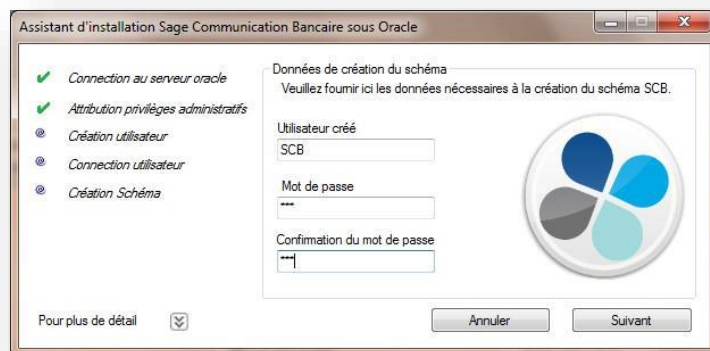 Assistant d'installation Sage Communication Bancaire sous Oracle
Connection au serveur oracle
Attribution privilèges administratifs
Création utilisateur
Connection utilisateur
Création Schéma
Données de création du schéma
Veuillez fournir ici les données nécessaires à la création du schéma SCB.
Utilisateur créé
SCB
Mot de passe
***
Confirmation du mot de passe
***
Pour plus de détail
Annuler
Suivant